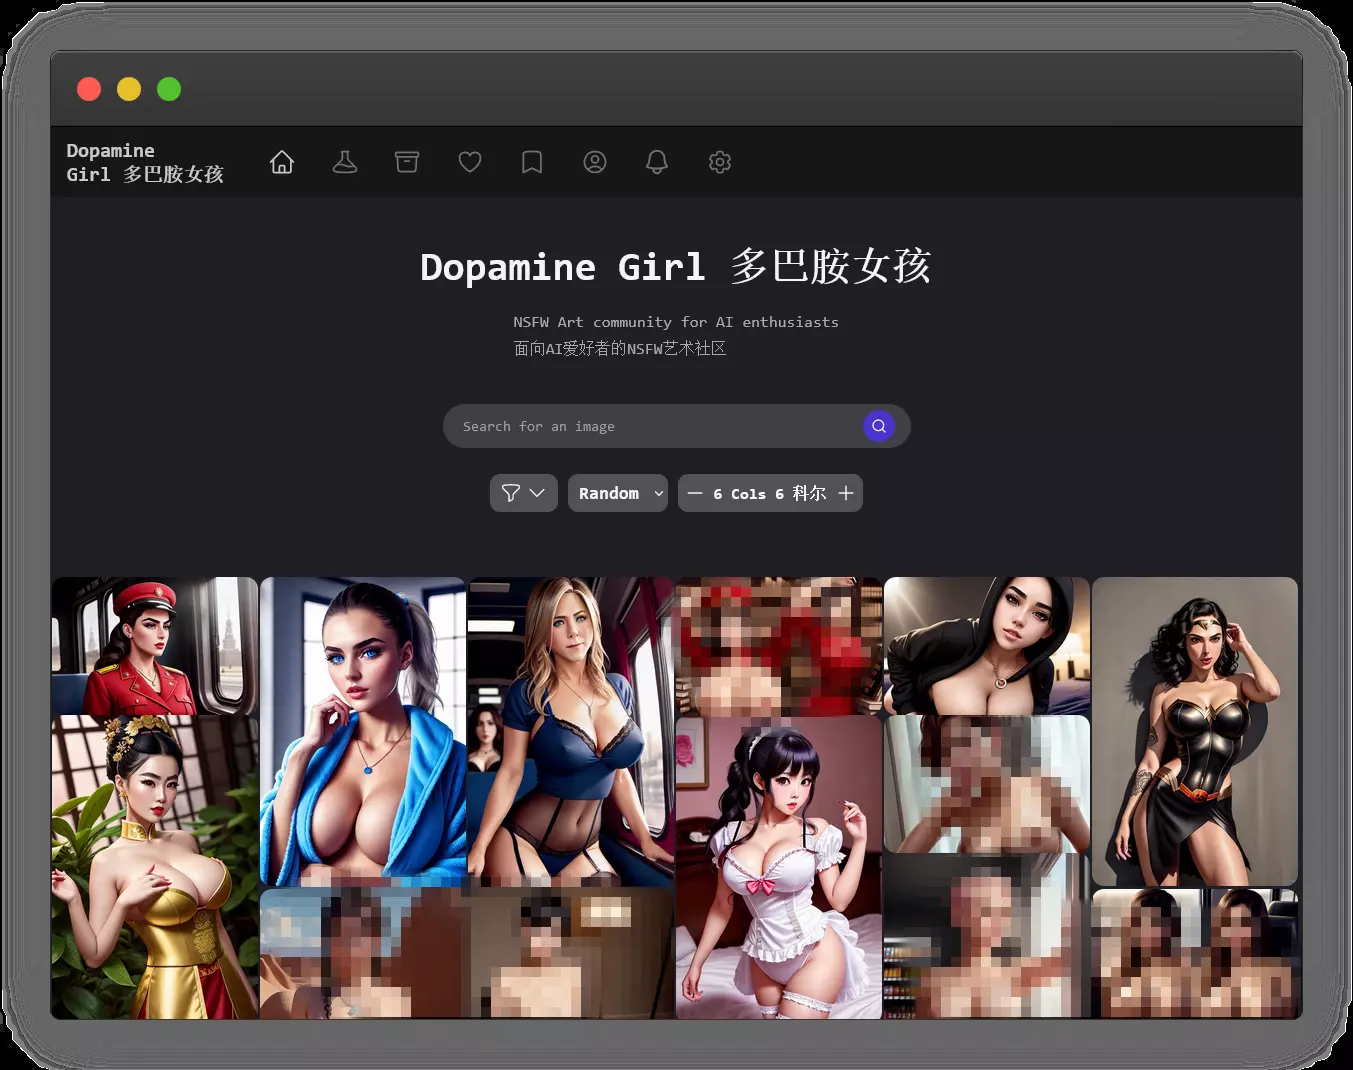 Dopamine
Girl 多巴胺女孩
Dopamine Girl 多巴胺女孩
NSFW Art community for AI enthusiasts
面向AI爱好者的NSFW艺术社区
Search for an image
Random
6 Cols 6 科尔